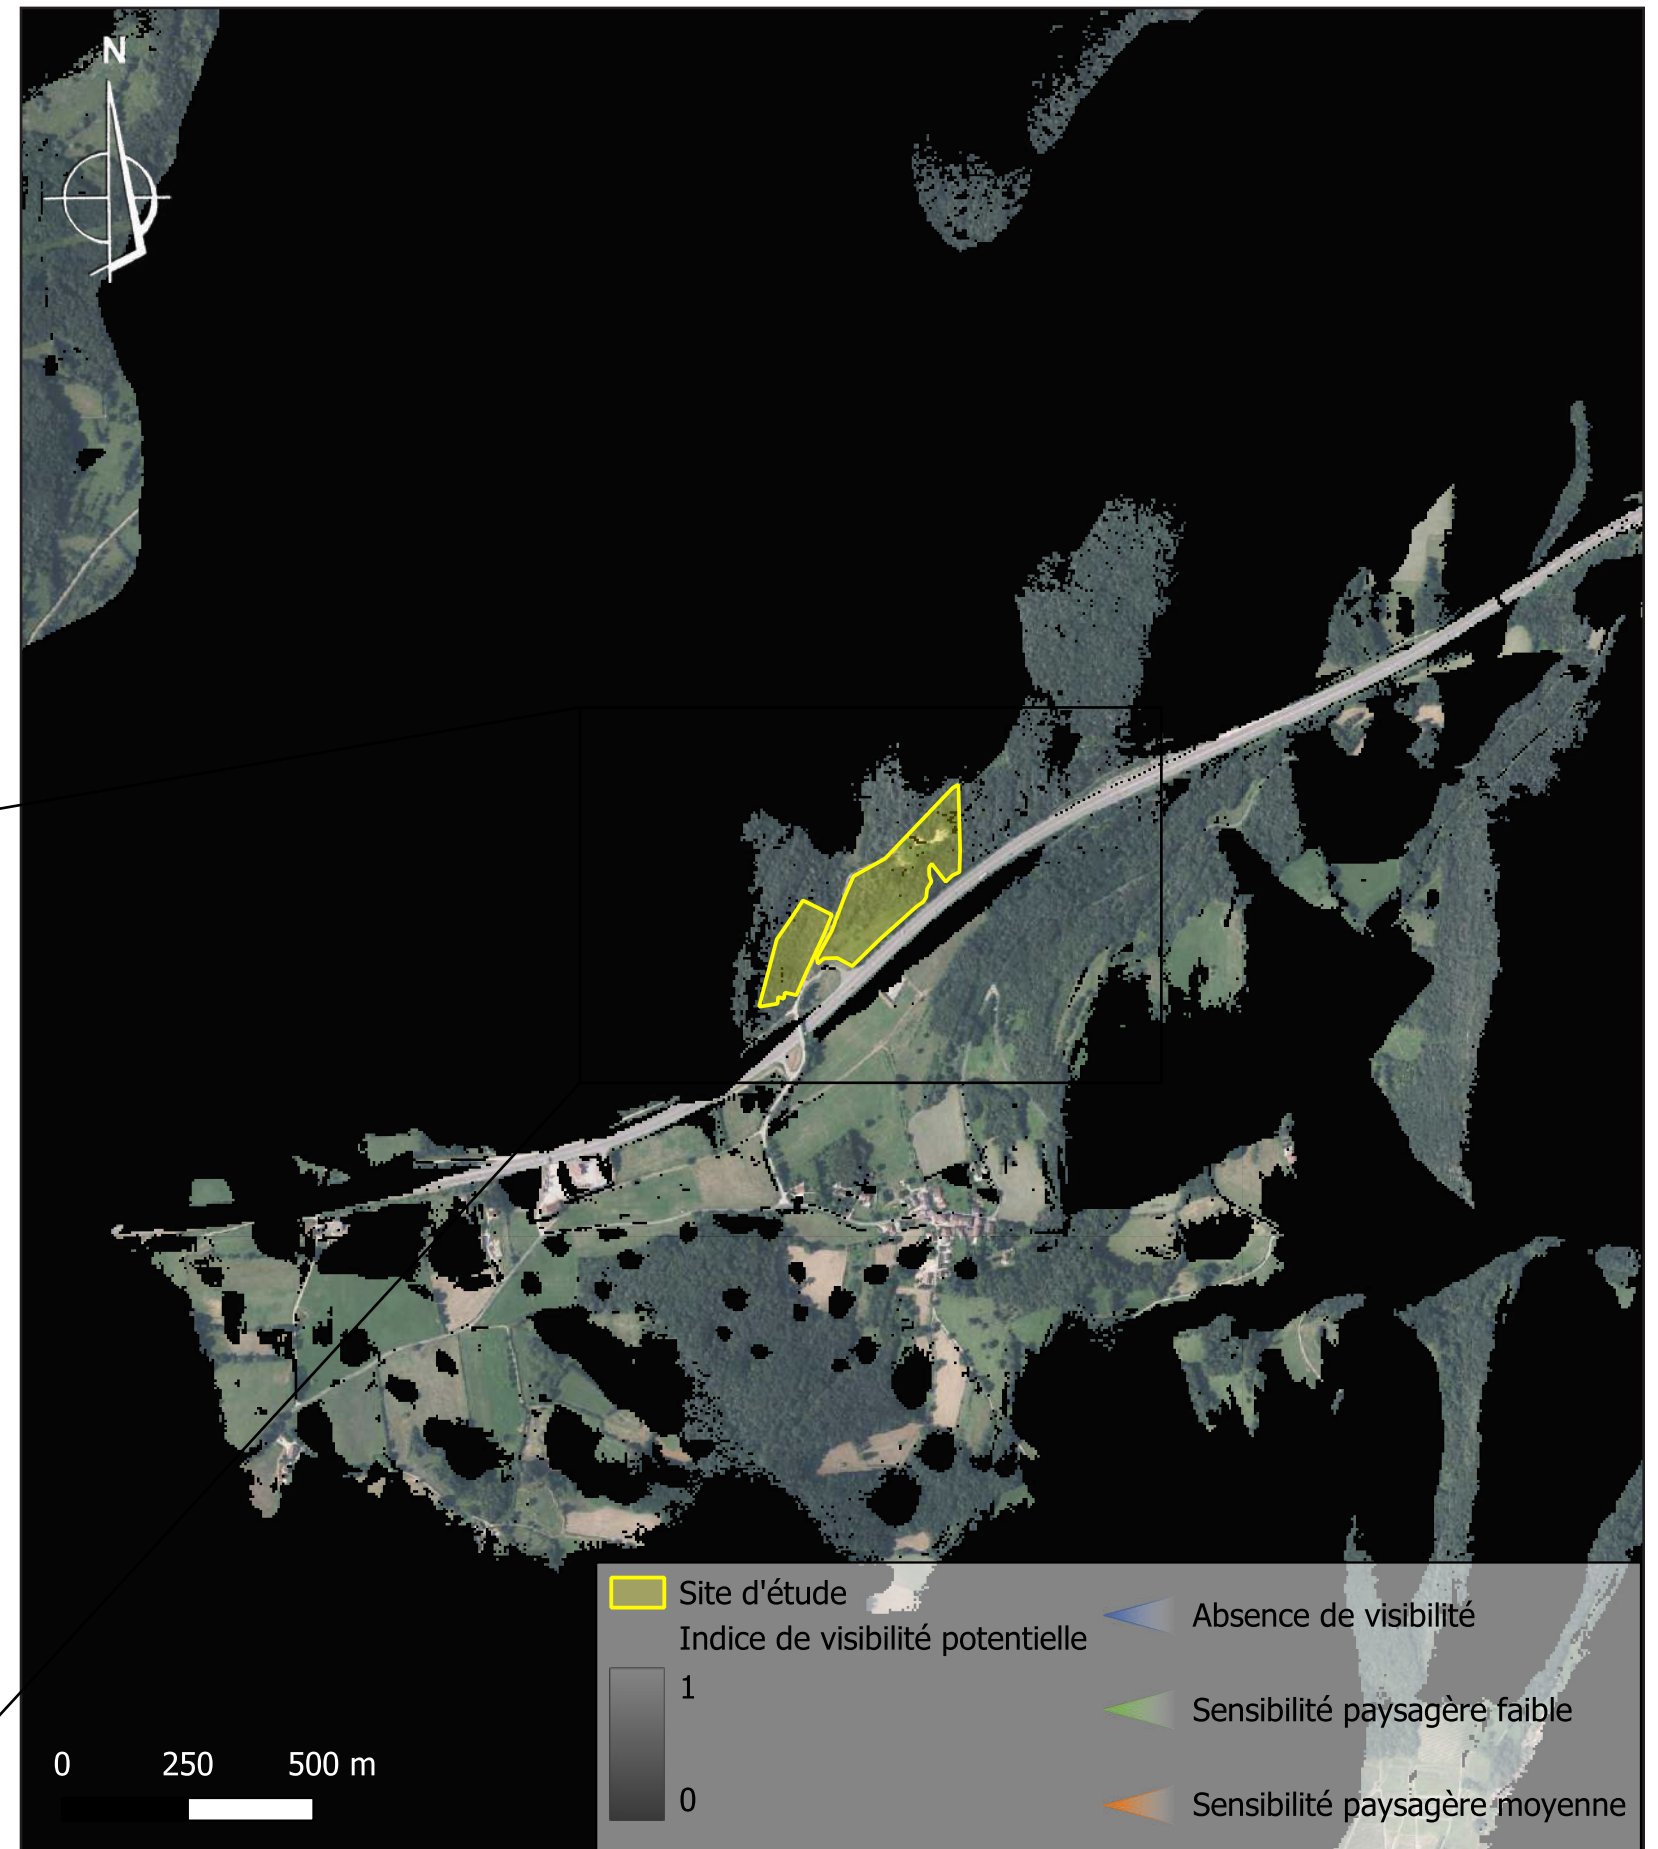 N
Site d'étude
Indice de visibilité potentielle
1
0
Absence de visibilité
Sensibilité paysagère faible
Sensibilité paysagère moyenne
0 250 500 m